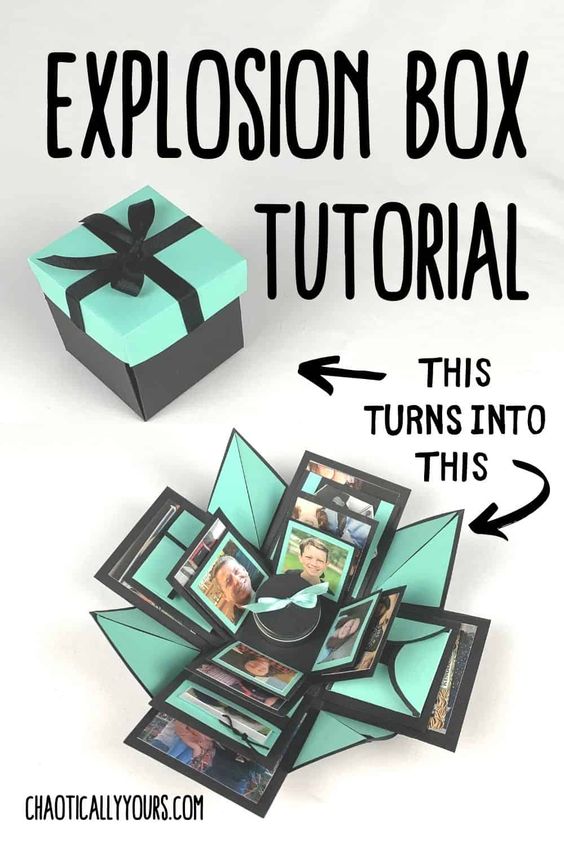 EXPLOSION BOX
TUTORIAL
THIS
TURNS INTO
THIS
CHAOTICALLYYOURS.COM